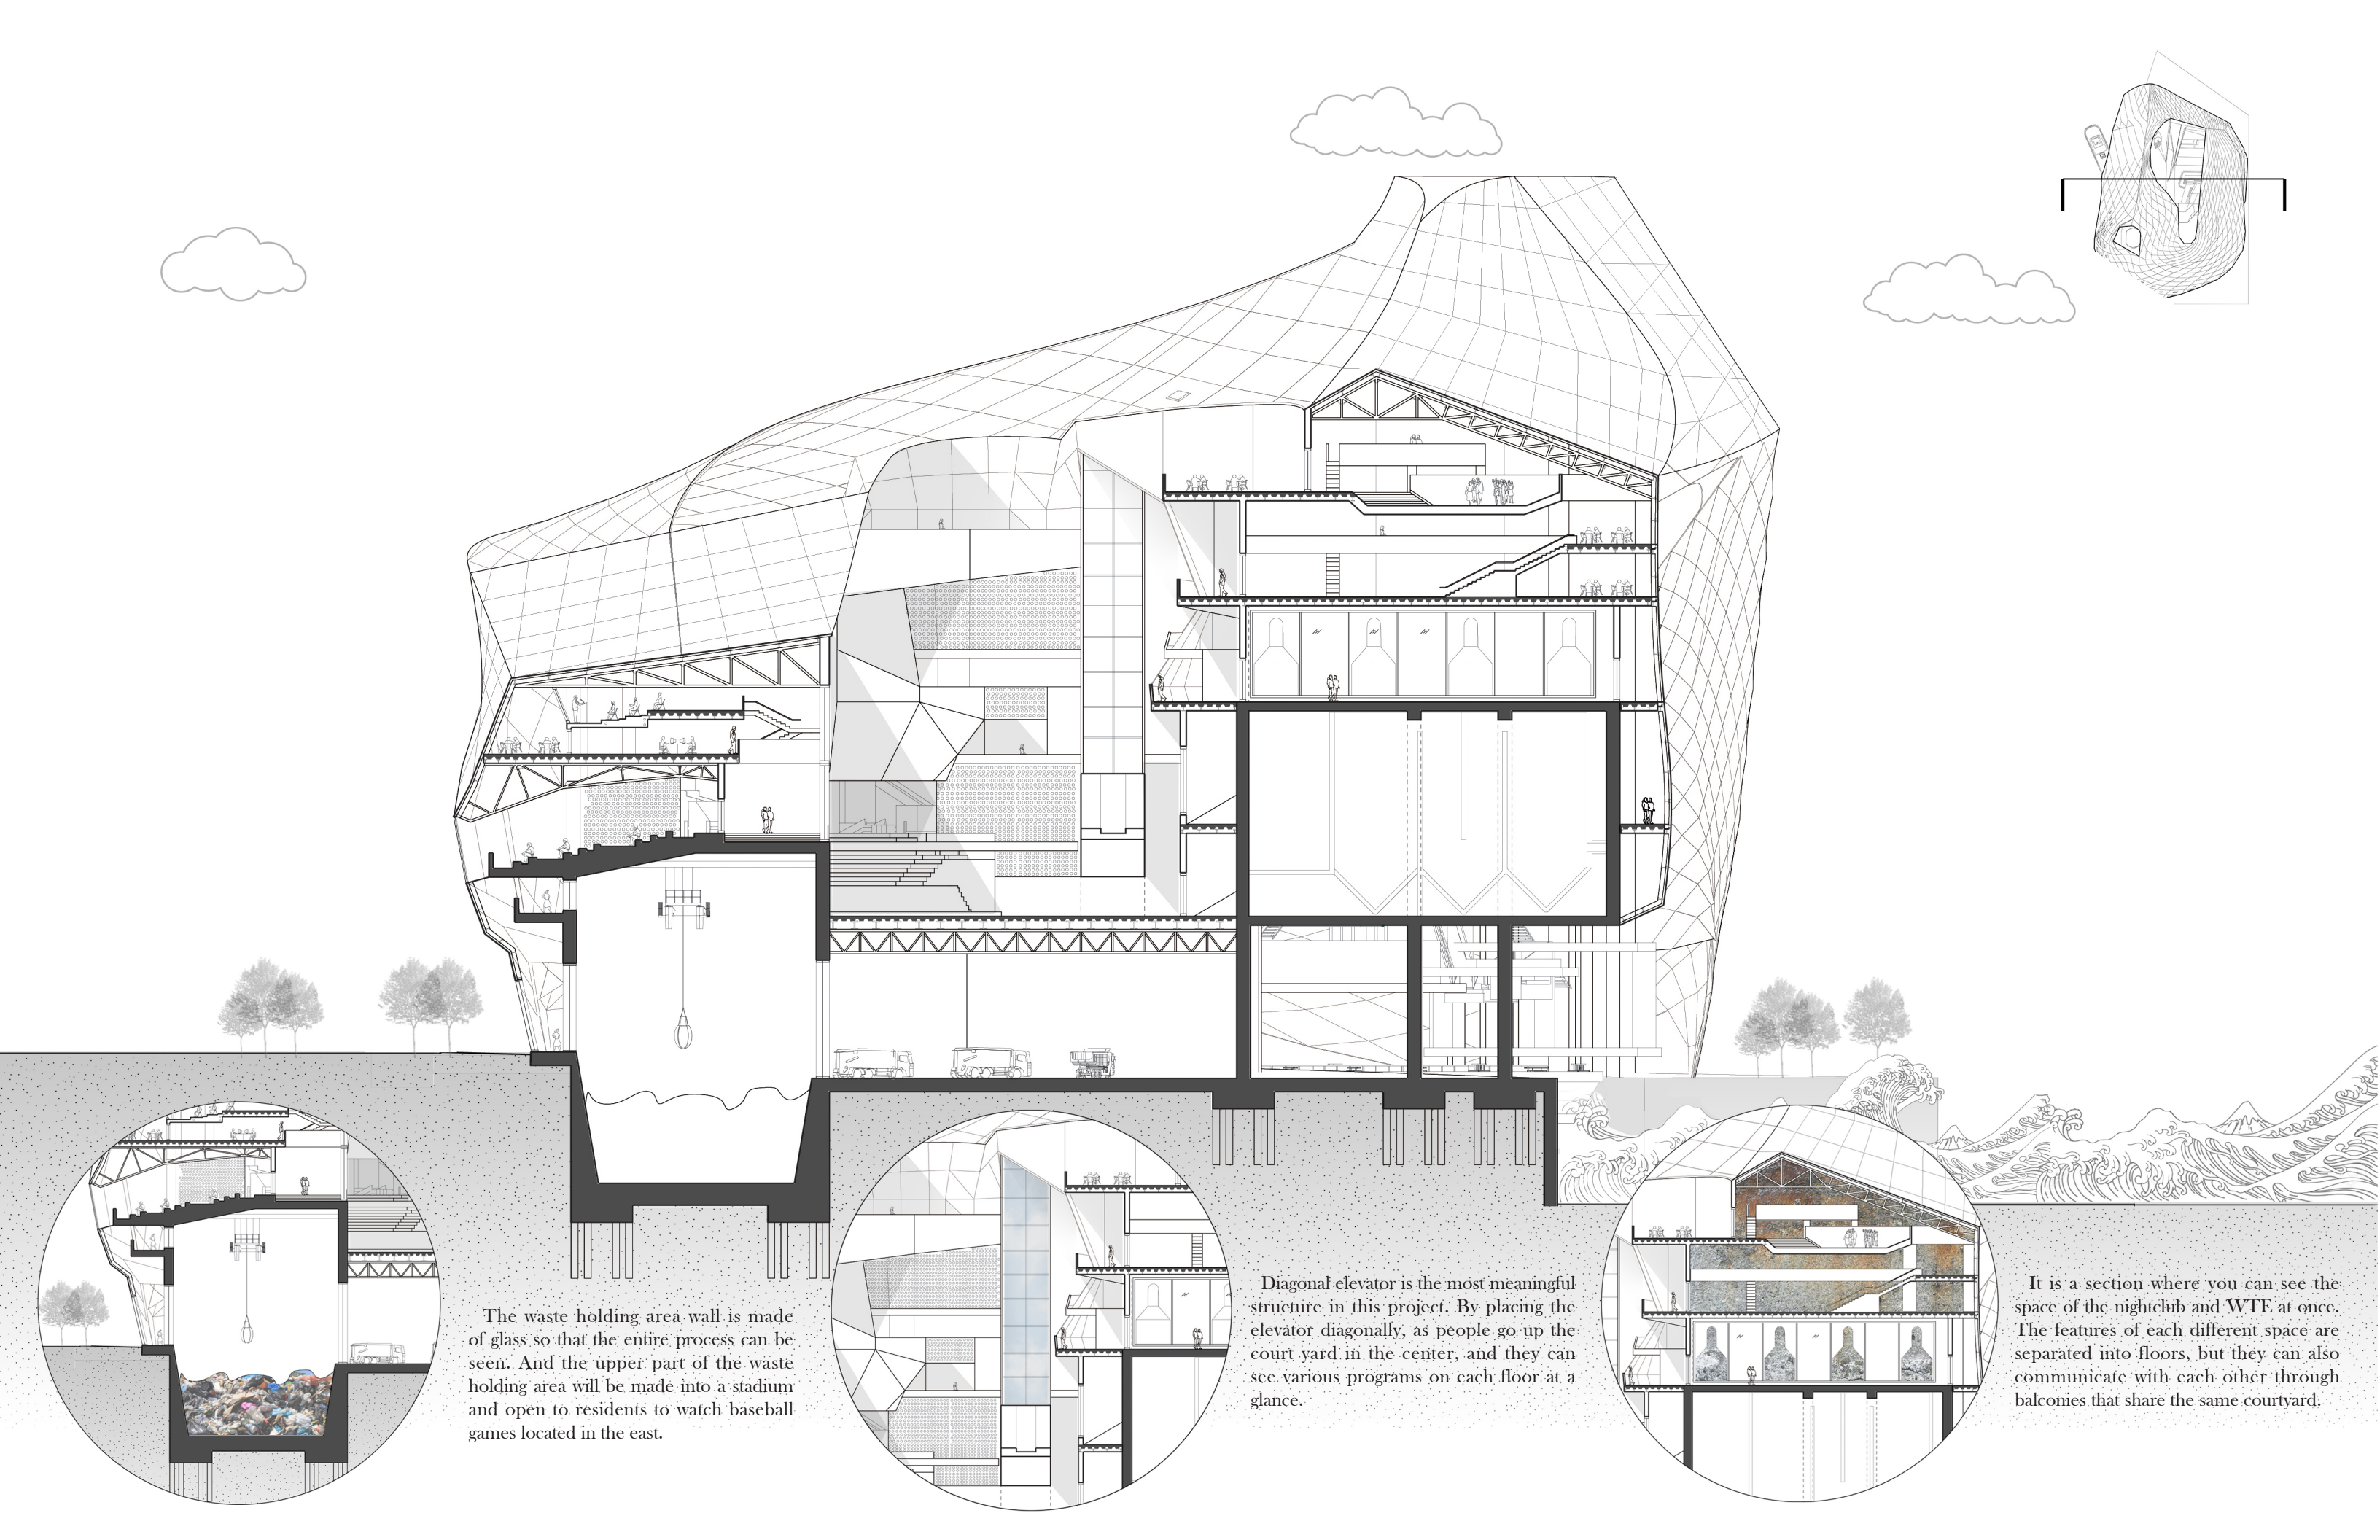 The waste holding area wall is made
of glass so that the entire process can be
seen. And the upper part of the waste
holding area will be made into a stadium
and open to residents to watch baseball
games located in the east.
Diagonal elevator is the most meaningful
structure in this project. By placing the
elevator diagonally, as people go up the
court yard in the center, and they can
see various programs on each floor at a
glance.
It is a section where you can see the
space of the nightclub and WTE at once.
The features of each different space are
separated into floors, but they can also
communicate with each other through
balconies that share the same courtyard.